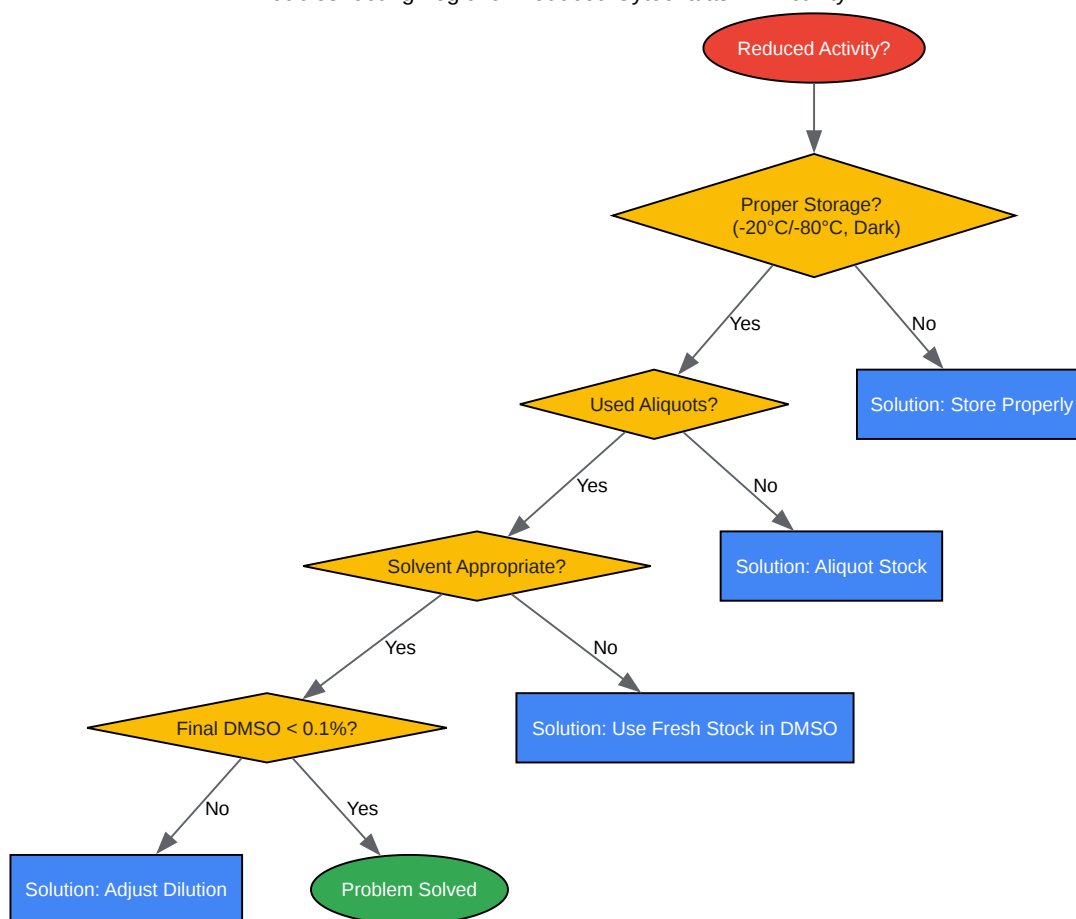 Reduced Activity?
Proper Storage?
(-20°C/-80°C, Dark)
Yes
No
Used Aliquots?
Solution: Store Properly
Yes
No
Solvent Appropriate?
Solution: Aliquot Stock
Yes
No
Final DMSO < 0.1%?
Solution: Use Fresh Stock in DMSO
No
Yes
Solution: Adjust Dilution
Problem Solved